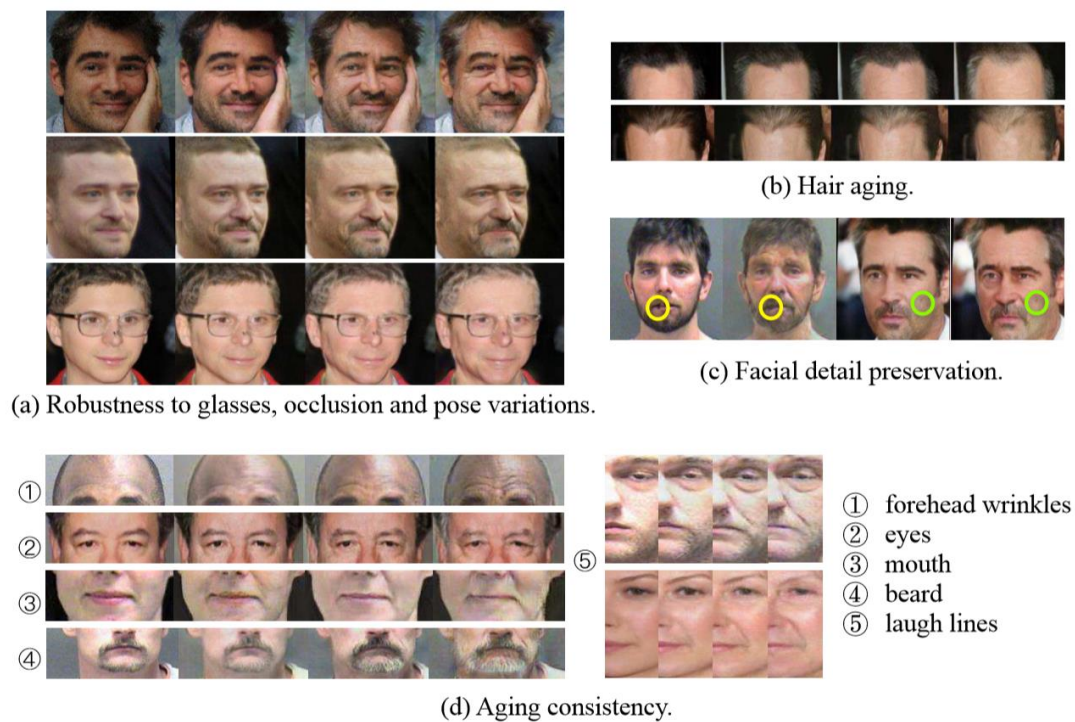 (b) Hair aging.
(c) Facial detail preservation.
(a) Robustness to glasses, occlusion and pose variations.
①
②
③
④
⑤
① forehead wrinkles
② eyes
③ mouth
④ beard
⑤ laugh lines
(d) Aging consistency.